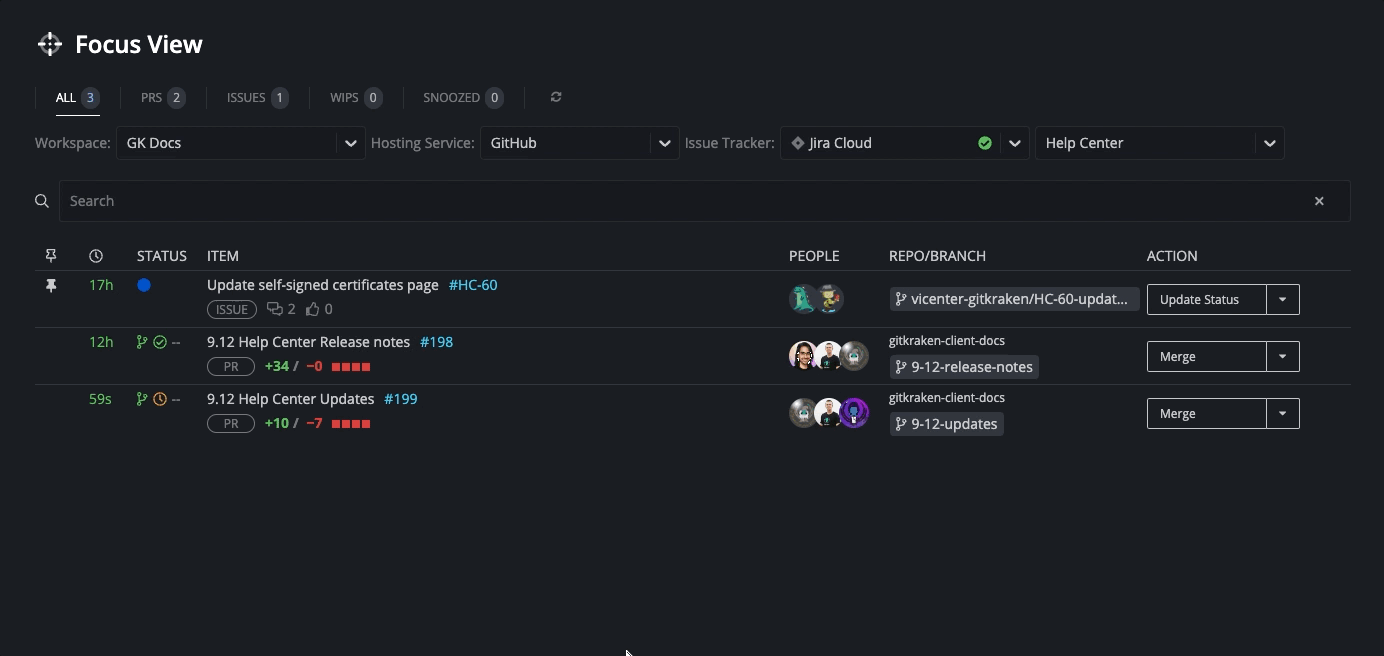 Focus View
ALL 3 PRS 2 ISSUES 1 WIPS 0 SNOOZED 0
Workspace: GK Docs Hosting Service: GitHub Issue Tracker: Jira Cloud Help Center
Search
STATUS ITEM PEOPLE REPO/BRANCH ACTION
17h Update self-signed certificates page #HC-60
ISSUE 2 0 vicenter-gitkraken/HC-60-updat... Update Status
12h -- 9.12 Help Center Release notes #198 gitkraken-client-docs
PR +34 / −0 9-12-release-notes Merge
59s -- 9.12 Help Center Updates #199 gitkraken-client-docs
PR +10 / −7 9-12-updates Merge